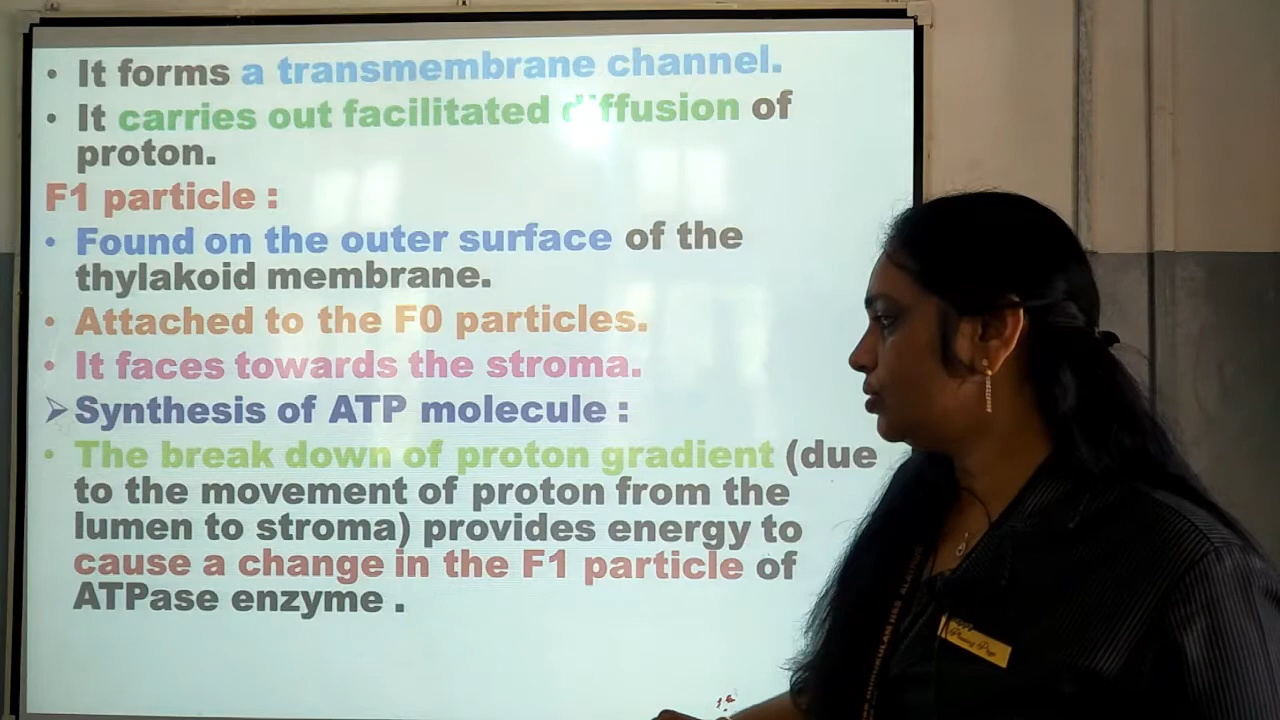 • It forms a transmembrane channel.
• It carries out facilitated diffusion of
proton.
F1 particle :
• Found on the outer surface of the
thylakoid membrane.
• Attached to the F0 particles.
• It faces towards the stroma.
➢ Synthesis of ATP molecule :
• The break down of proton gradient (due
to the movement of proton from the
lumen to stroma) provides energy to
cause a change in the F1 particle of
ATPase enzyme .